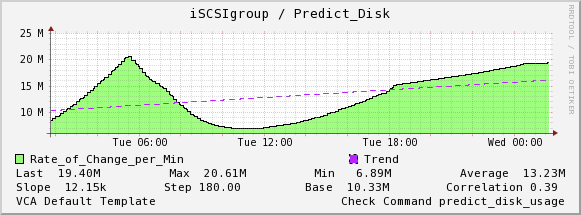 iSCSIgroup / Predict_Disk
RRDTOOL / TOBI OETIKER
25 M
20 M
15 M
10 M
Tue 06:00 Tue 12:00 Tue 18:00 Wed 00:00
Rate_of_Change_per_Min Trend
Last 19.40M Max 20.61M Min 6.89M Average 13.23M
Slope 12.15k Step 180.00 Base 10.33M Correlation 0.39
VCA Default Template Check Command predict_disk_usage